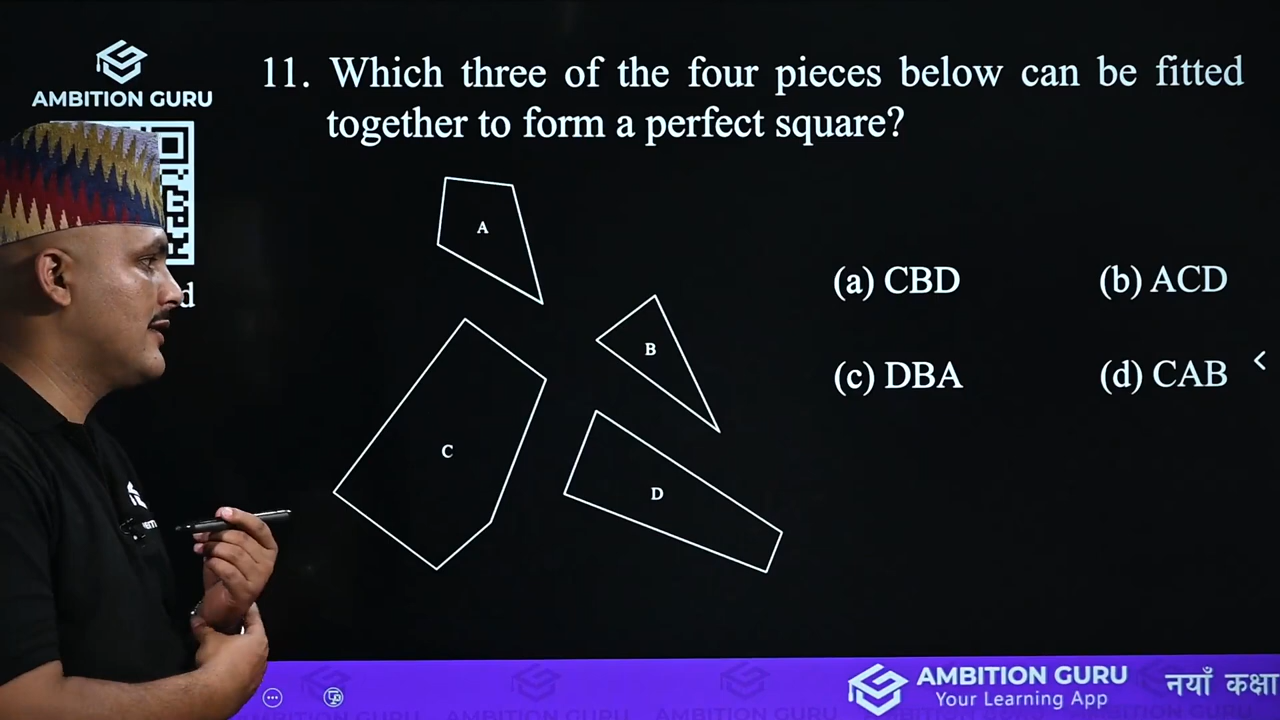 AMBITION GURU
11. Which three of the four pieces below can be fitted
together to form a perfect square?
d
A
B
C
D
(a) CBD
(b) ACD
(c) DBA
(d) CAB
AMBITION GURU
Your Learning App
नयाँ कक्षा